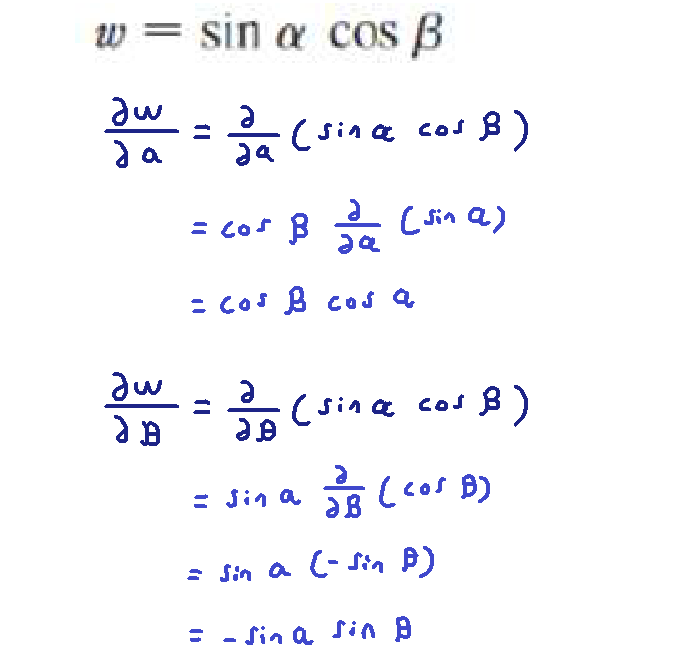 w = sin α cos β
∂w/∂α = ∂/∂α (sin α cos β)
= cos β ∂/∂α (sin α)
= cos β cos α
∂w/∂β = ∂/∂β (sin α cos β)
= sin α ∂/∂β (cos β)
= sin α (- sin β)
= - sin α sin β